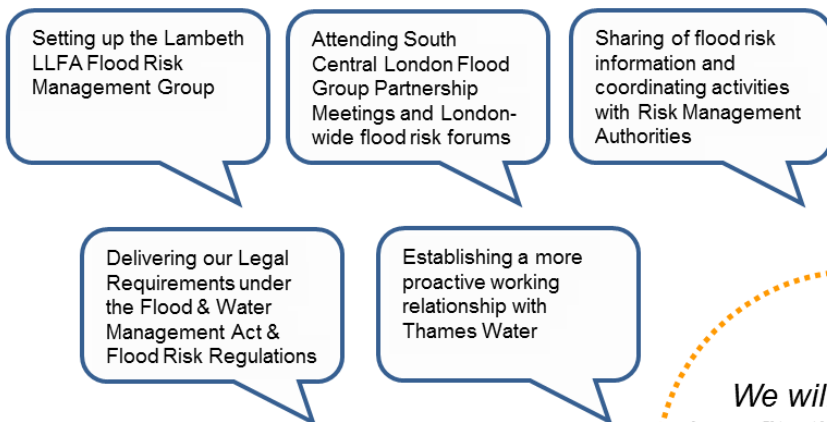 Setting up the Lambeth
LLFA Flood Risk
Management Group
Attending South
Central London Flood
Group Partnership
Meetings and London-
wide flood risk forums
Sharing of flood risk
information and
coordinating activities
with Risk Management
Authorities
Delivering our Legal
Requirements under
the Flood & Water
Management Act &
Flood Risk Regulations
Establishing a more
proactive working
relationship with
Thames Water
We wil